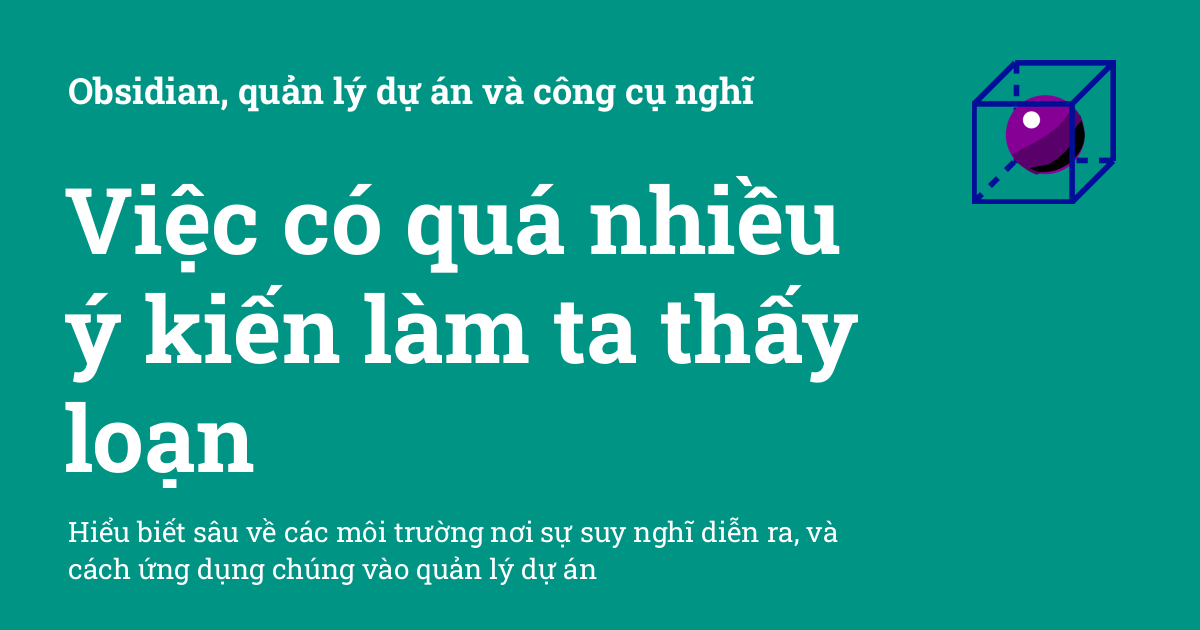 Obsidian, quản lý dự án và công cụ nghĩ
Việc có quá nhiều
ý kiến làm ta thấy
loạn
Hiểu biết sâu về các môi trường nơi sự suy nghĩ diễn ra, và
cách ứng dụng chúng vào quản lý dự án